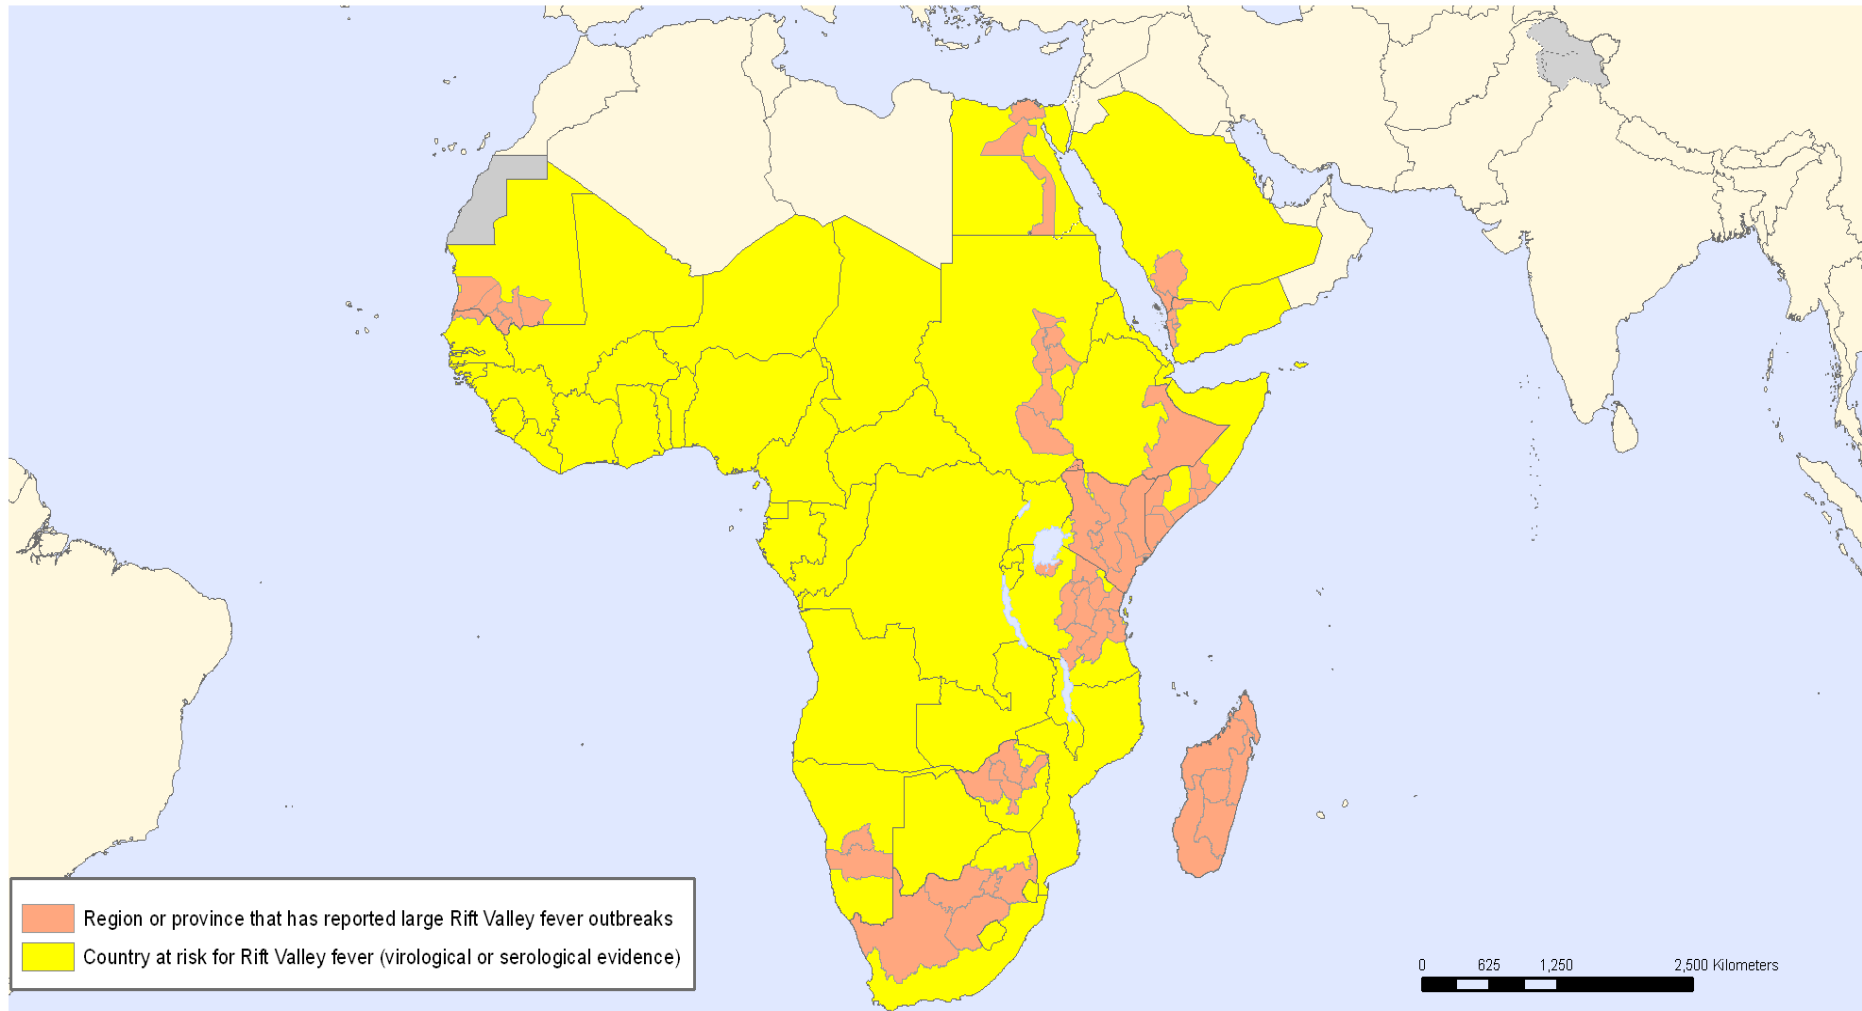 Region or province that has reported large Rift Valley fever outbreaks
Country at risk for Rift Valley fever (virological or serological evidence)
0 625 1,250 2,500 Kilometers